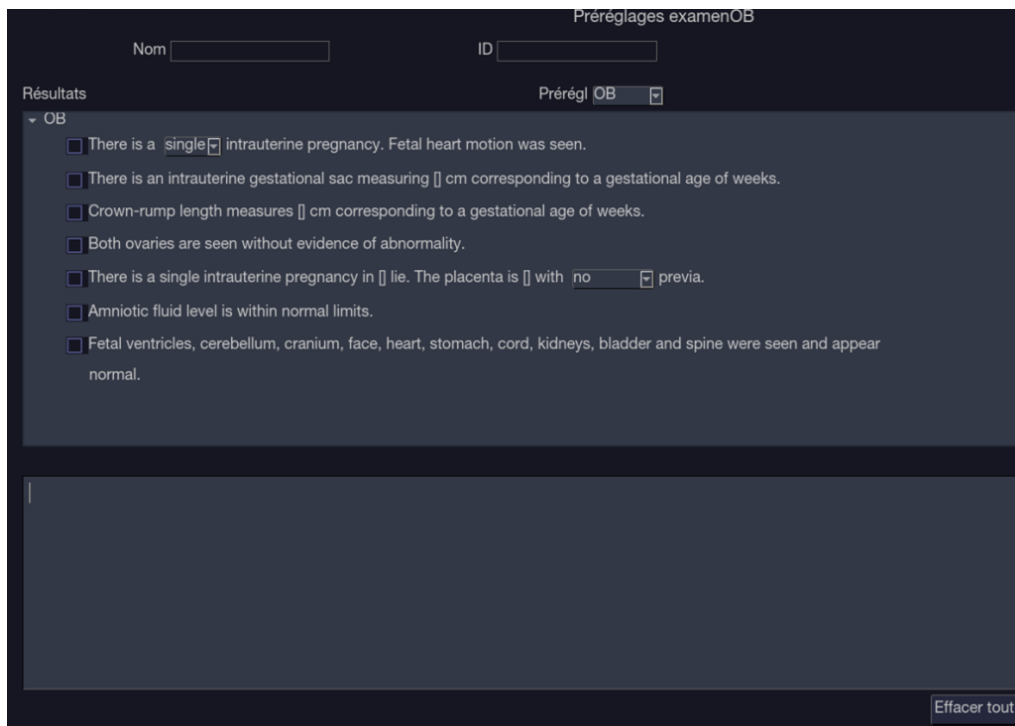 Préréglages examenOB
Nom ID
Résultats Prérégl OB
OB
There is a single intrauterine pregnancy. Fetal heart motion was seen.
There is an intrauterine gestational sac measuring [] cm corresponding to a gestational age of weeks.
Crown-rump length measures [] cm corresponding to a gestational age of weeks.
Both ovaries are seen without evidence of abnormality.
There is a single intrauterine pregnancy in [] lie. The placenta is [] with no previa.
Amniotic fluid level is within normal limits.
Fetal ventricles, cerebellum, cranium, face, heart, stomach, cord, kidneys, bladder and spine were seen and appear
normal.
Effacer tout